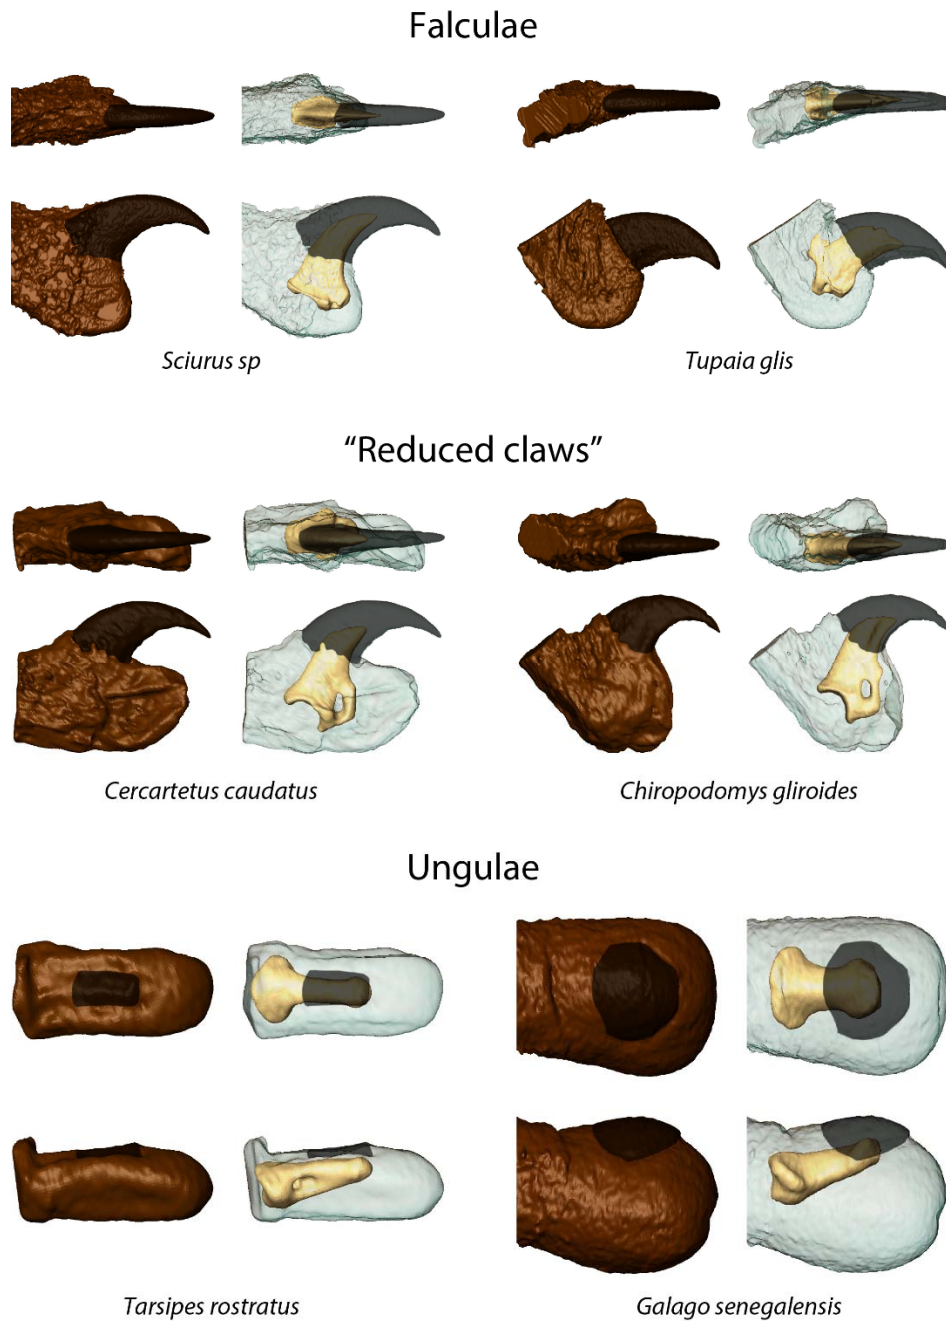 Falculae
Sciurus sp
Tupaia glis
“Reduced claws”
Cercartetus caudatus
Chiropodomys gliroides
Ungulae
Tarsipes rostratus
Galago senegalensis